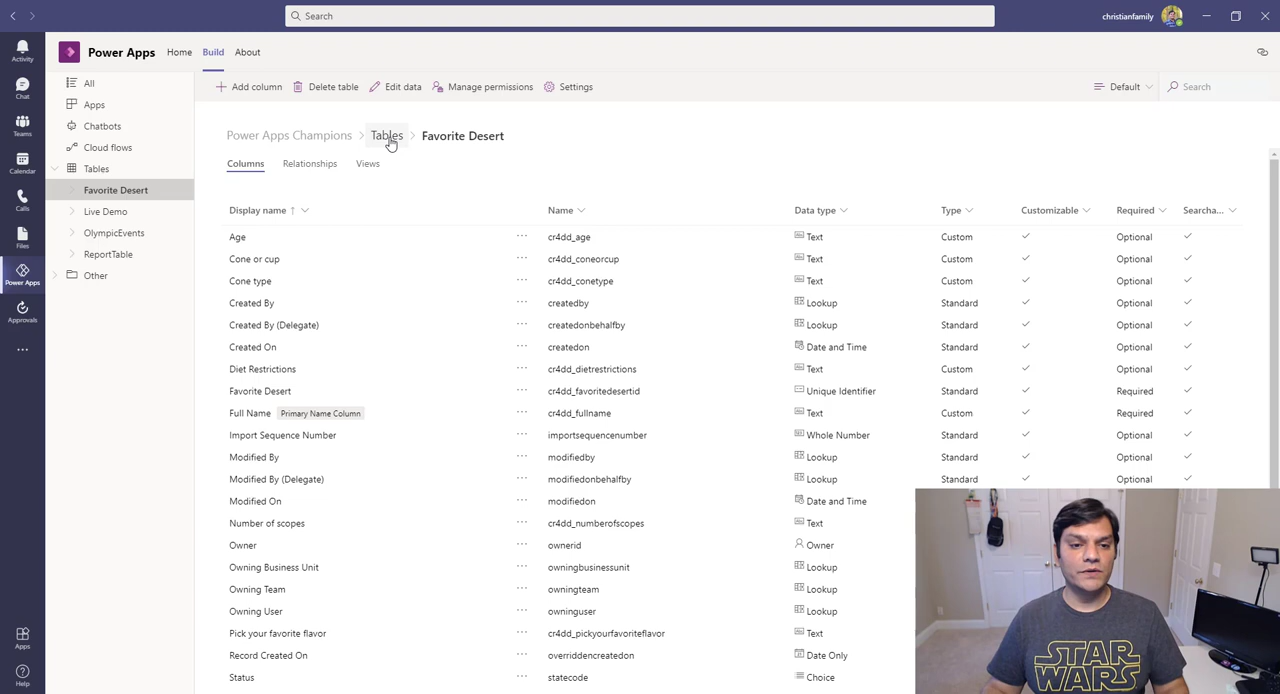 Search
christianfamily
Activity
Chat
Teams
Calendar
Calls
Files
Power Apps
Approvals
Apps
Help
Power Apps Home Build About
All
Apps
Chatbots
Cloud flows
Tables
Favorite Desert
Live Demo
OlympicEvents
ReportTable
Other
Add column Delete table Edit data Manage permissions Settings Default Search
Power Apps Champions > Tables > Favorite Desert
Columns Relationships Views
Display name Name Data type Type Customizable Required Searcha...
Age cr4dd_age Text Custom Optional
Cone or cup cr4dd_coneorcup Text Custom Optional
Cone type cr4dd_conetype Text Custom Optional
Created By createdby Lookup Standard Optional
Created By (Delegate) createdonbehalfby Lookup Standard Optional
Created On createdon Date and Time Standard Optional
Diet Restrictions cr4dd_dietrestrictions Text Custom Optional
Favorite Desert cr4dd_favoritedesertid Unique Identifier Standard Required
Full Name Primary Name Column cr4dd_fullname Text Custom Required
Import Sequence Number importsequencenumber Whole Number Standard Optional
Modified By modifiedby Lookup Standard Optional
Modified By (Delegate) modifiedonbehalfby Lookup Standard Optional
Modified On modifiedon Date and Time
Number of scopes cr4dd_numberofscopes Text
Owner ownerid Owner
Owning Business Unit owningbusinessunit Lookup
Owning Team owningteam Lookup
Owning User owninguser Lookup
Pick your favorite flavor cr4dd_pickyourfavoriteflavor Text
Record Created On overriddencreatedon Date Only
Status statecode Choice
STAR
WARS